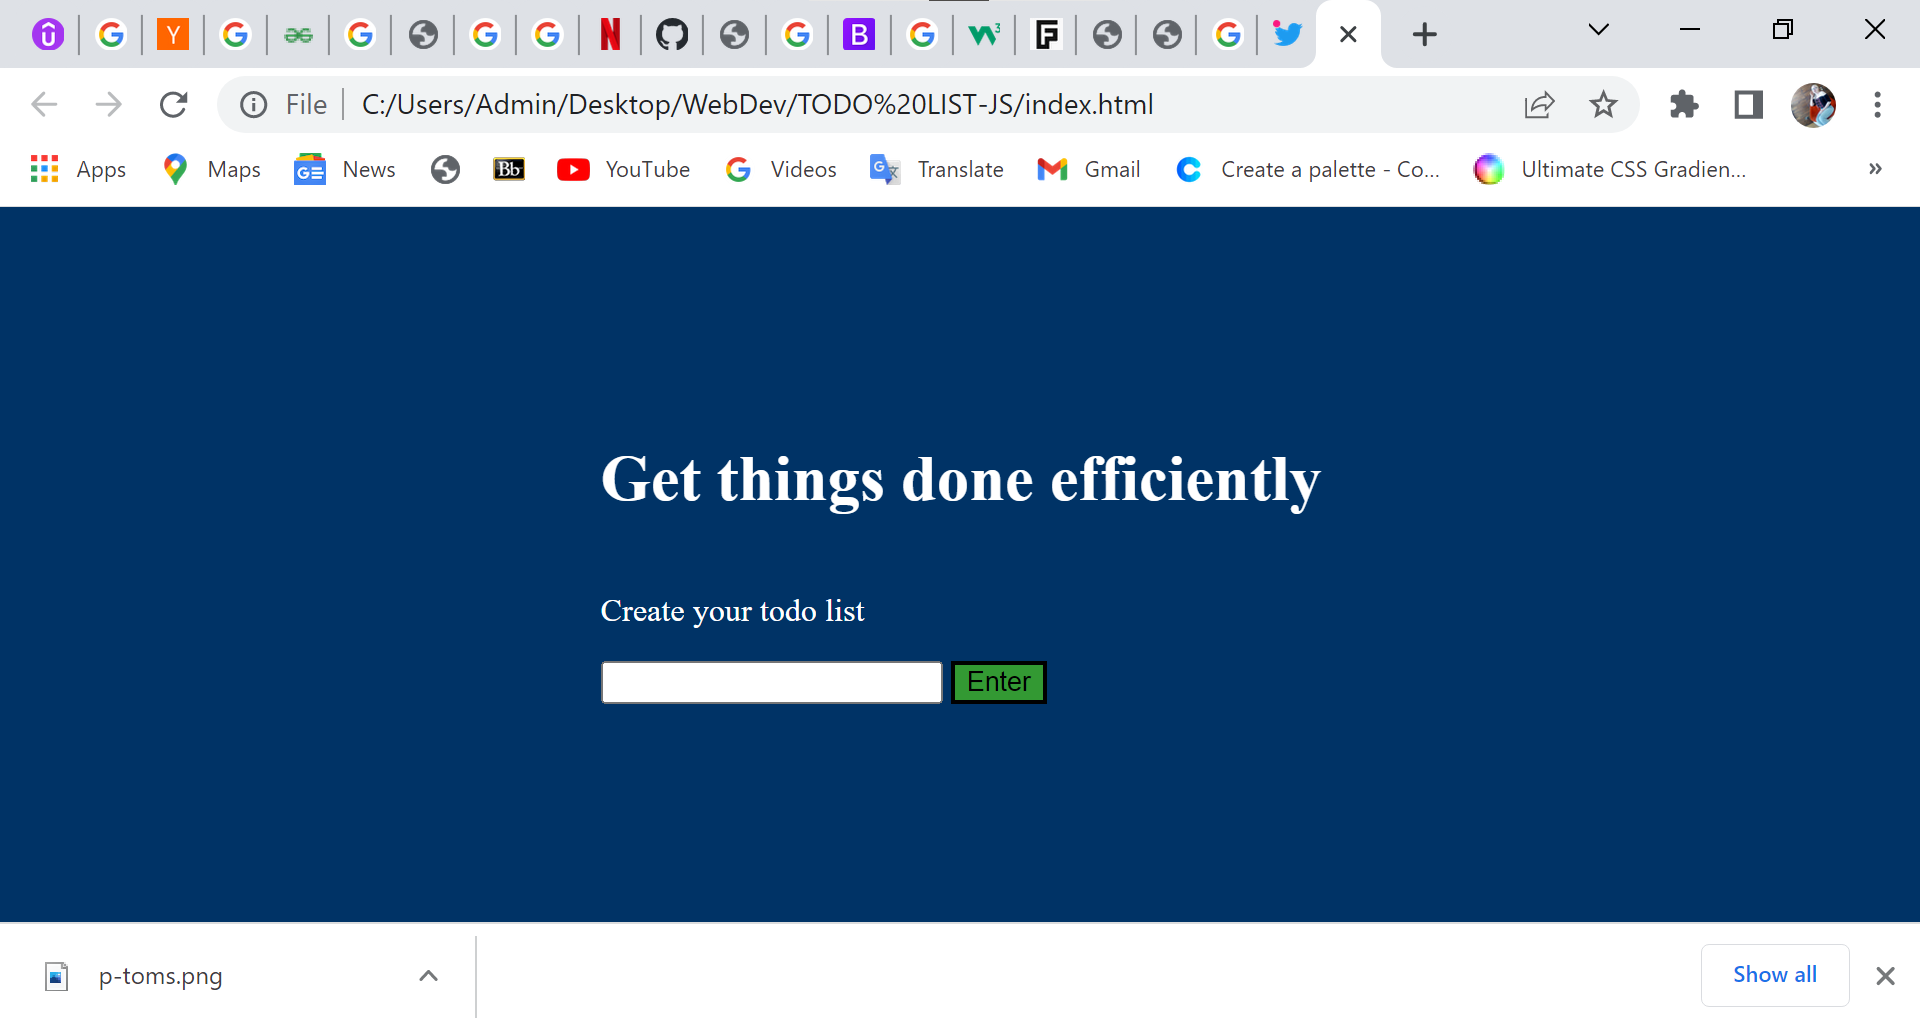 File C:/Users/Admin/Desktop/WebDev/TODO%20LIST-JS/index.html
Apps Maps News Bb YouTube Videos Translate Gmail Create a palette - Co... Ultimate CSS Gradien... »
Get things done efficiently
Create your todo list
Enter
p-toms.png Show all